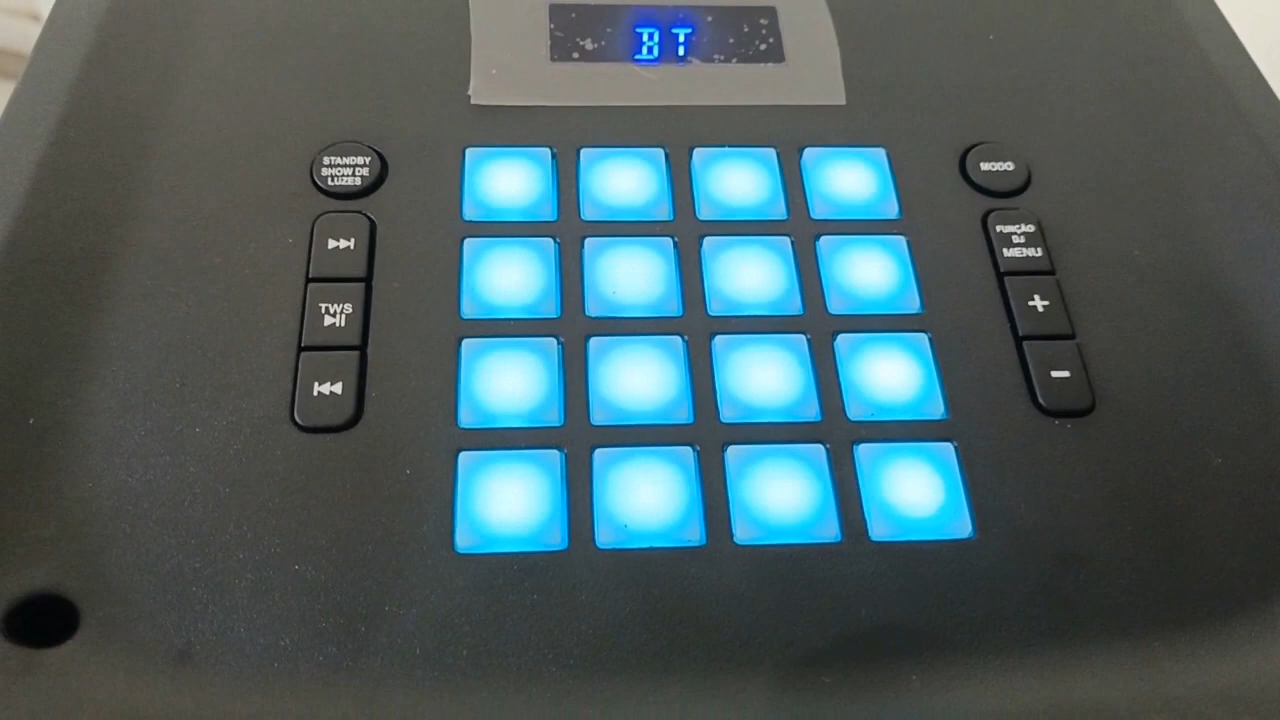 BT
STANDBY
SHOW DE
LUZES
MODO
FUNÇÃO
DJ
MENU
TWS
+
-